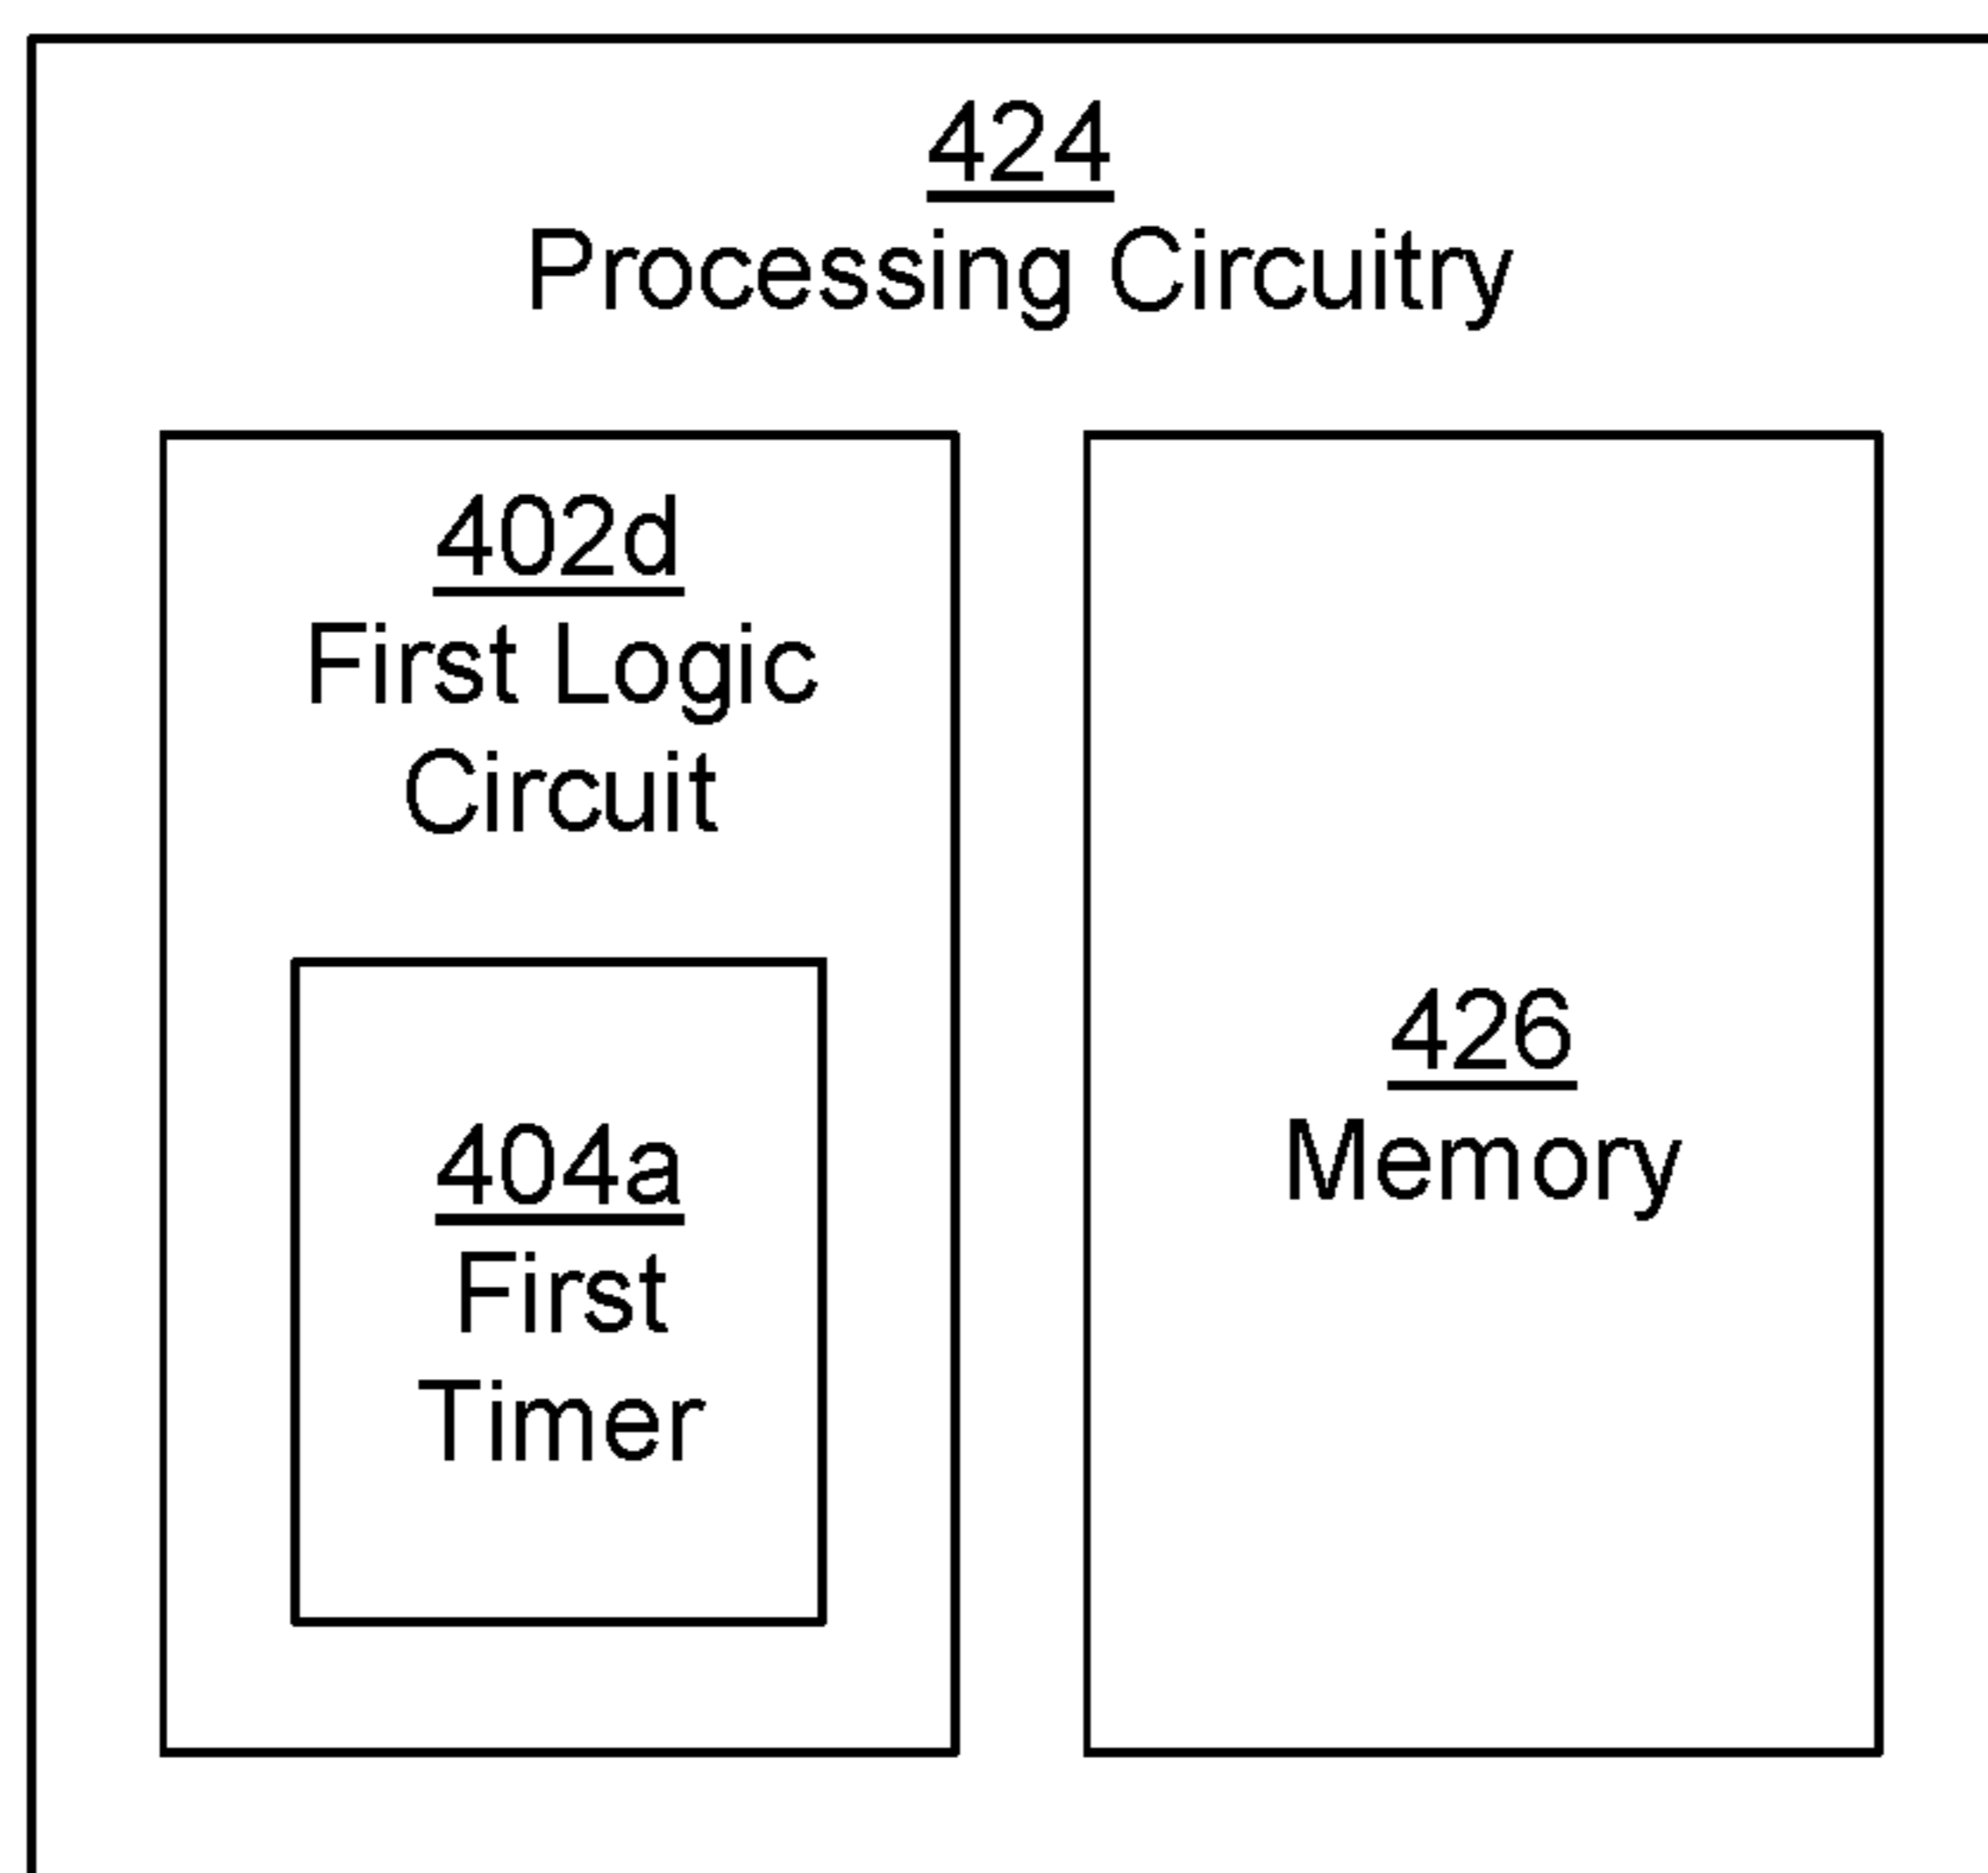 424
Processing Circuitry
402d
First Logic
Circuit
404a
First
Timer
426
Memory